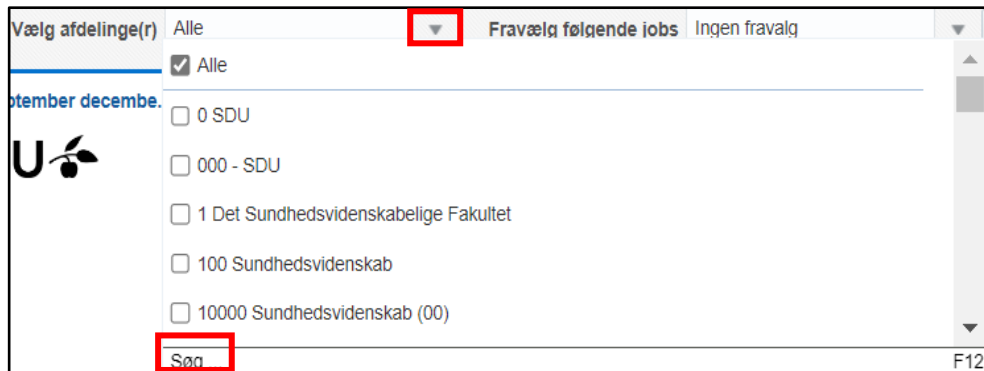 Vælg afdelinge(r) Alle Fravælg følgende jobs Ingen fravalg
Alle
ptember decembe.
0 SDU
U
000 - SDU
1 Det Sundhedsvidenskabelige Fakultet
100 Sundhedsvidenskab
10000 Sundhedsvidenskab (00)
Søg... F12